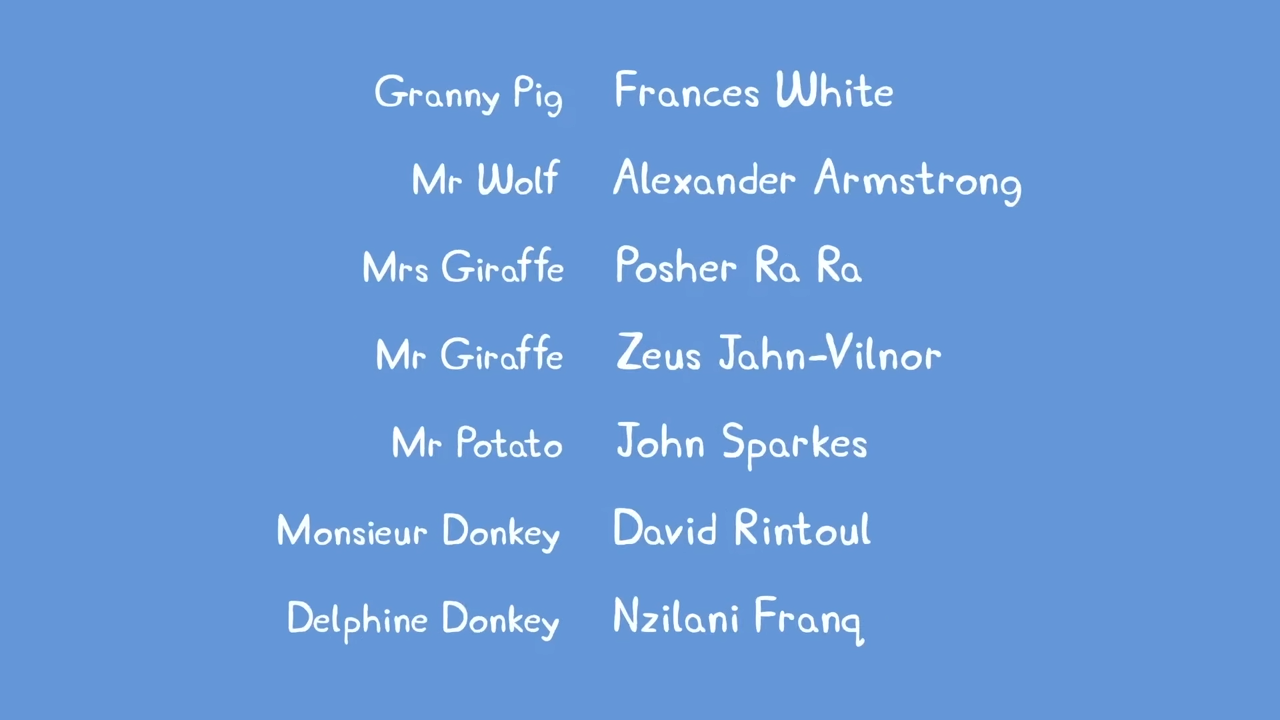 Granny Pig Frances White
Mr Wolf Alexander Armstrong
Mrs Giraffe Posher Ra Ra
Mr Giraffe Zeus Jahn-Vilnor
Mr Potato John Sparkes
Monsieur Donkey David Rintoul
Delphine Donkey Nzilani Franq